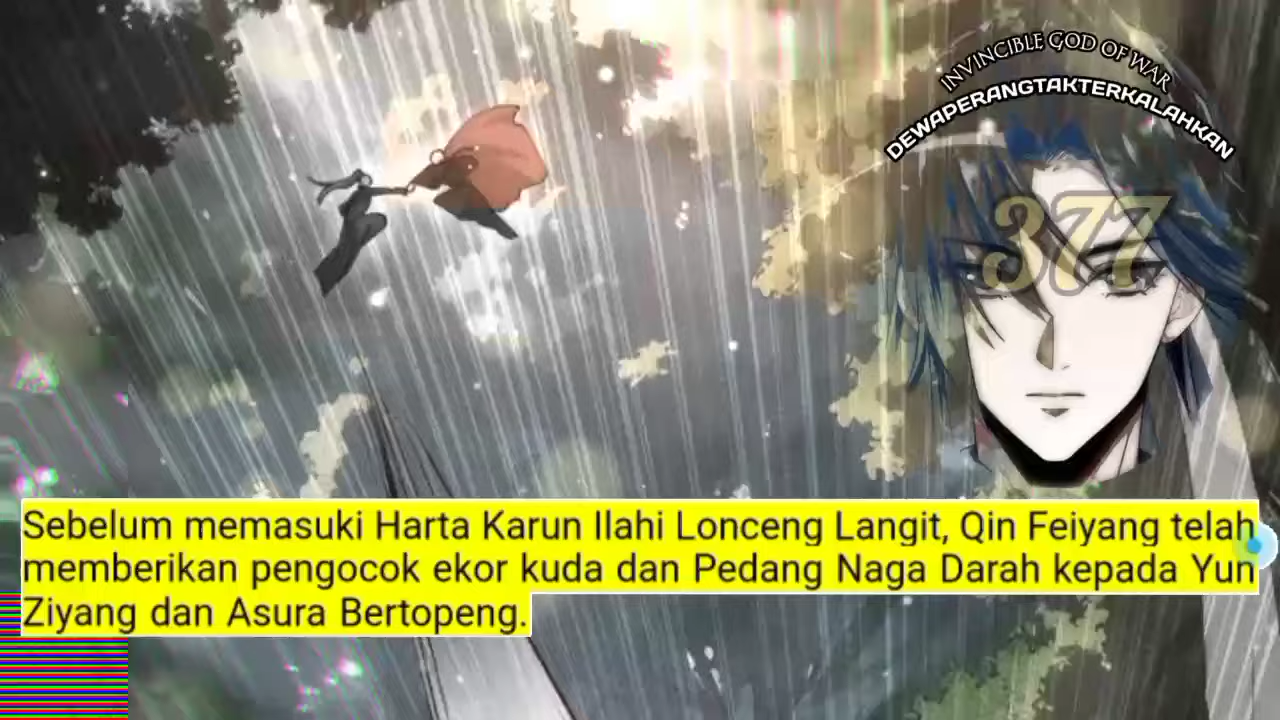 INVINCIBLE GOD OF WAR
DEWAPERANGTAKTERKALAHKAN
377
Sebelum memasuki Harta Karun Ilahi Lonceng Langit, Qin Feiyang telah
memberikan pengocok ekor kuda dan Pedang Naga Darah kepada Yun
Ziyang dan Asura Bertopeng.